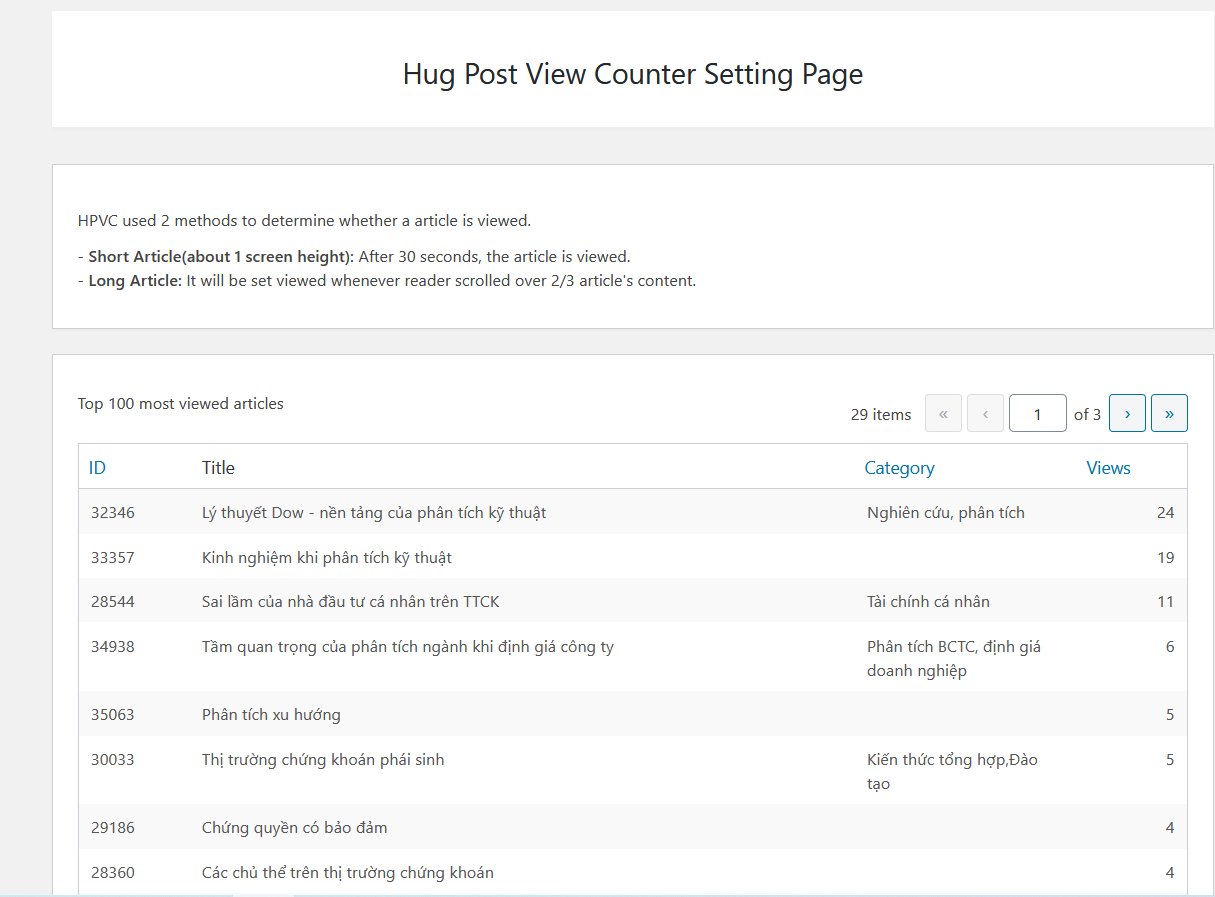 Hug Post View Counter Setting Page
HPVC used 2 methods to determine whether a article is viewed.
- Short Article(about 1 screen height): After 30 seconds, the article is viewed.
- Long Article: It will be set viewed whenever reader scrolled over 2/3 article's content.
Top 100 most viewed articles
29 items « ‹ 1 of 3 › »
ID Title Category Views
32346 Lý thuyết Dow - nền tảng của phân tích kỹ thuật Nghiên cứu, phân tích 24
33357 Kinh nghiệm khi phân tích kỹ thuật 19
28544 Sai lầm của nhà đầu tư cá nhân trên TTCK Tài chính cá nhân 11
34938 Tầm quan trọng của phân tích ngành khi định giá công ty Phân tích BCTC, định giá 6
doanh nghiệp
35063 Phân tích xu hướng 5
30033 Thị trường chứng khoán phái sinh Kiến thức tổng hợp,Đào 5
tạo
29186 Chứng quyền có bảo đảm 4
28360 Các chủ thể trên thị trường chứng khoán 4